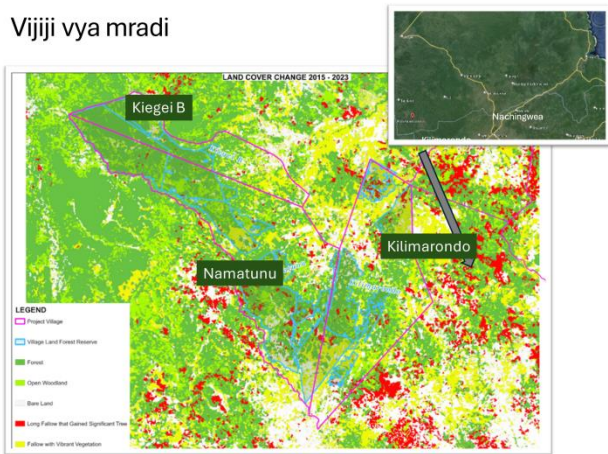 Vijiji vya mradi
LAND COVER CHANGE 2015 - 2023
Kiegei B
Nachingwea
Kilimarondo
Kilimarondo
Namatunu
LEGEND
Project Village
Village Land Forest Reserve
Forest
Open Woodland
Bare Land
Long Fallow that Gained Significant Tree
Fallow with Vibrant Vegetation